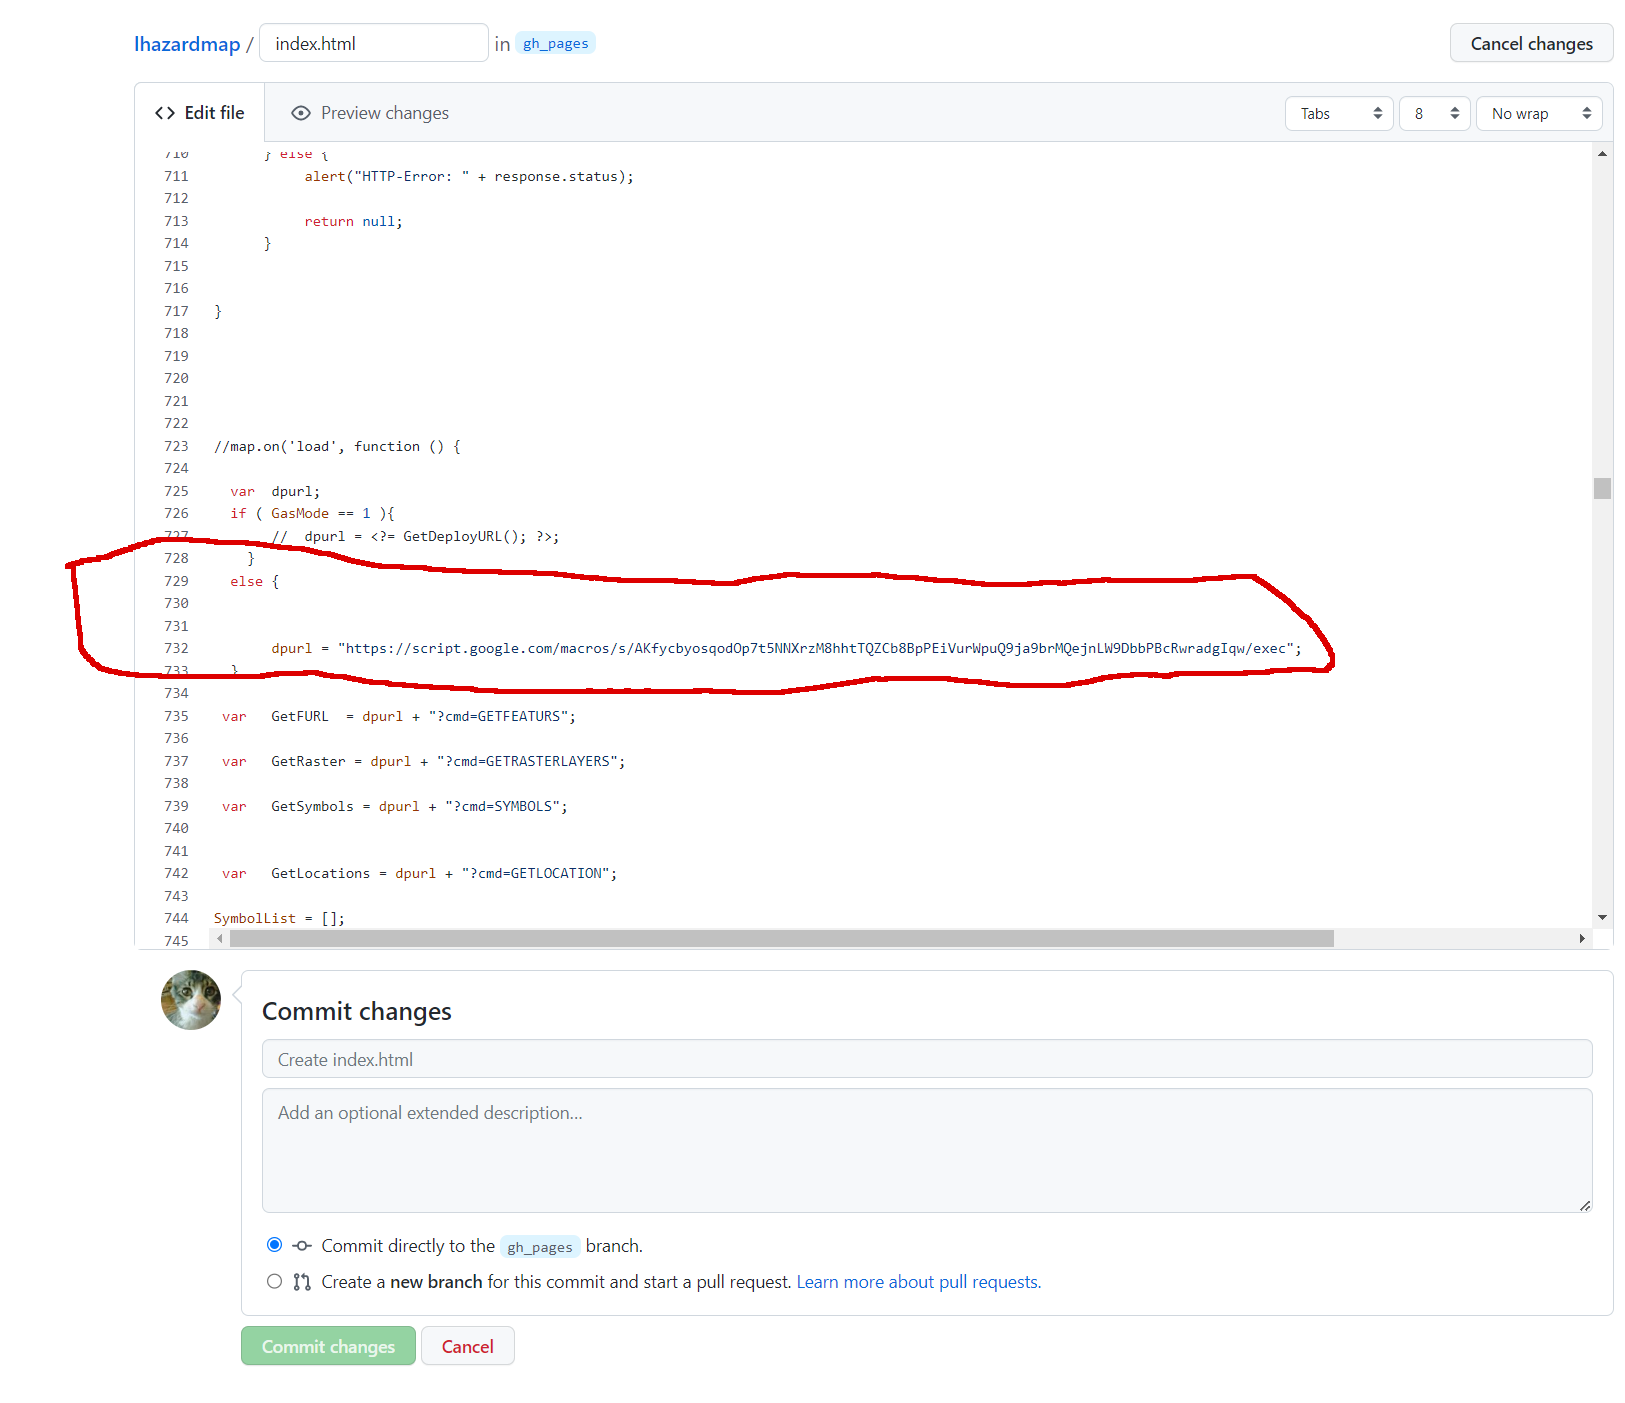 lhazardmap / index.html in gh_pages Cancel changes
Edit file Preview changes Tabs 8 No wrap
710 } else {
711 alert("HTTP-Error: " + response.status);
712
713 return null;
714 }
715
716
717 }
718
719
720
721
722
723 //map.on('load', function () {
724
725 var dpurl;
726 if ( GasMode == 1 ){
727 // dpurl = <?= GetDeployURL(); ?>;
728 }
729 else {
730
731
732 dpurl = "https://script.google.com/macros/s/AKfycbyosqodOp7t5NNXrzM8hhtTQZCb8BpPEiVurWpuQ9ja9brMQejnLW9DbbPBcRwradgIqw/exec";
733 }
734
735 var GetFURL = dpurl + "?cmd=GETFEATURS";
736
737 var GetRaster = dpurl + "?cmd=GETRASTERLAYERS";
738
739 var GetSymbols = dpurl + "?cmd=SYMBOLS";
740
741
742 var GetLocations = dpurl + "?cmd=GETLOCATION";
743
744 SymbolList = [];
745
Commit changes
Create index.html
Add an optional extended description...
Commit directly to the gh_pages branch.
Create a new branch for this commit and start a pull request. Learn more about pull requests.
Commit changes Cancel